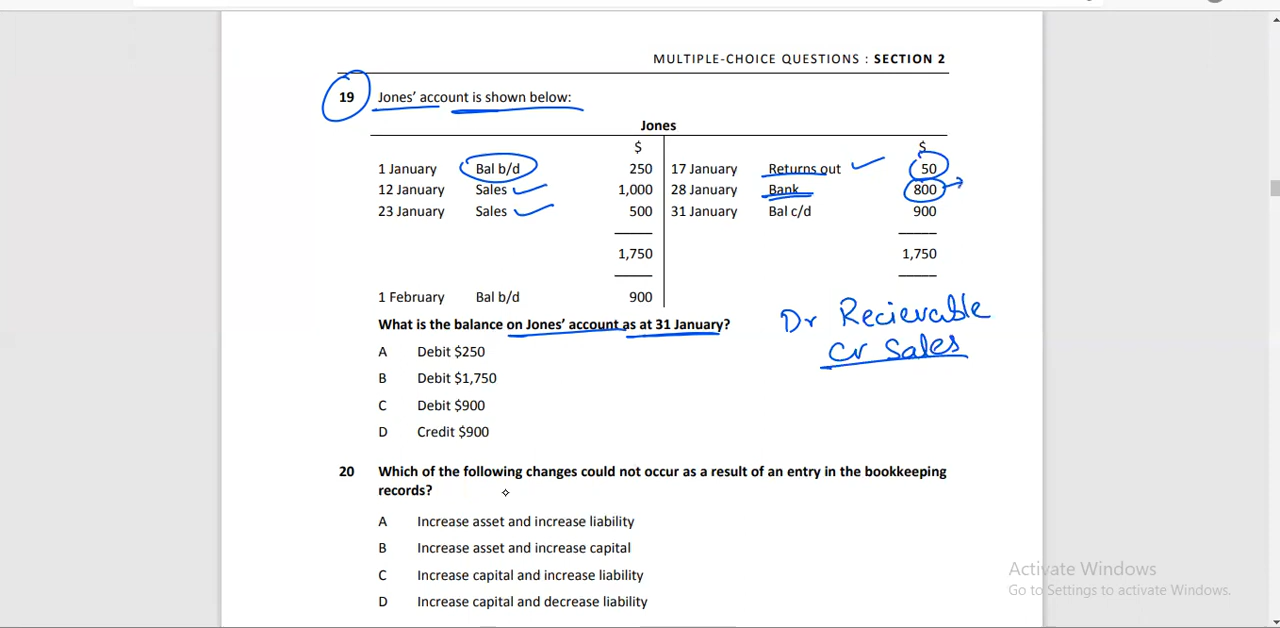 MULTIPLE-CHOICE QUESTIONS : SECTION 2
19 Jones' account is shown below:
Jones
$ $
1 January Bal b/d 250 17 January Returns out 50
12 January Sales 1,000 28 January Bank 800
23 January Sales 500 31 January Bal c/d 900
1,750 1,750
1 February Bal b/d 900
What is the balance on Jones' account as at 31 January?
Dr Recievable
Cr Sales
A Debit $250
B Debit $1,750
C Debit $900
D Credit $900
20 Which of the following changes could not occur as a result of an entry in the bookkeeping
records?
A Increase asset and increase liability
B Increase asset and increase capital
C Increase capital and increase liability
D Increase capital and decrease liability
Activate Windows
Go to Settings to activate Windows.